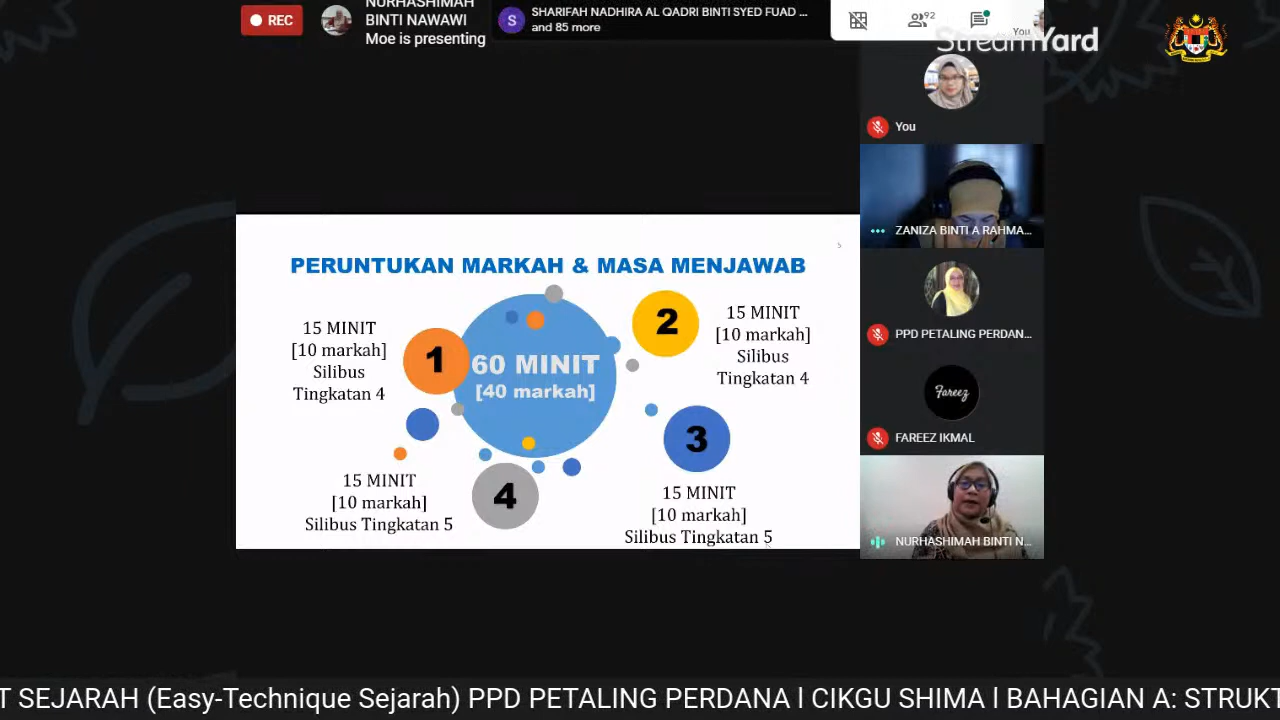 REC
NURHASHIMAH
BINTI NAWAWI
Moe is presenting
S
SHARIFAH NADHIRA AL QADRI BINTI SYED FUAD ...
and 85 more
92
You
StreamYard
You
ZANIZA BINTI A RAHMA...
PPD PETALING PERDAN...
Fareez
FAREEZ IKMAL
NURHASHIMAH BINTI N...
5
PERUNTUKAN MARKAH & MASA MENJAWAB
15 MINIT
[10 markah]
Silibus
Tingkatan 4
1
60 MINIT
[40 markah]
2
15 MINIT
[10 markah]
Silibus
Tingkatan 4
3
15 MINIT
[10 markah]
Silibus Tingkatan 5
4
15 MINIT
[10 markah]
Silibus Tingkatan 5
T SEJARAH (Easy-Technique Sejarah) PPD PETALING PERDANA l CIKGU SHIMA l BAHAGIAN A: STRUKT